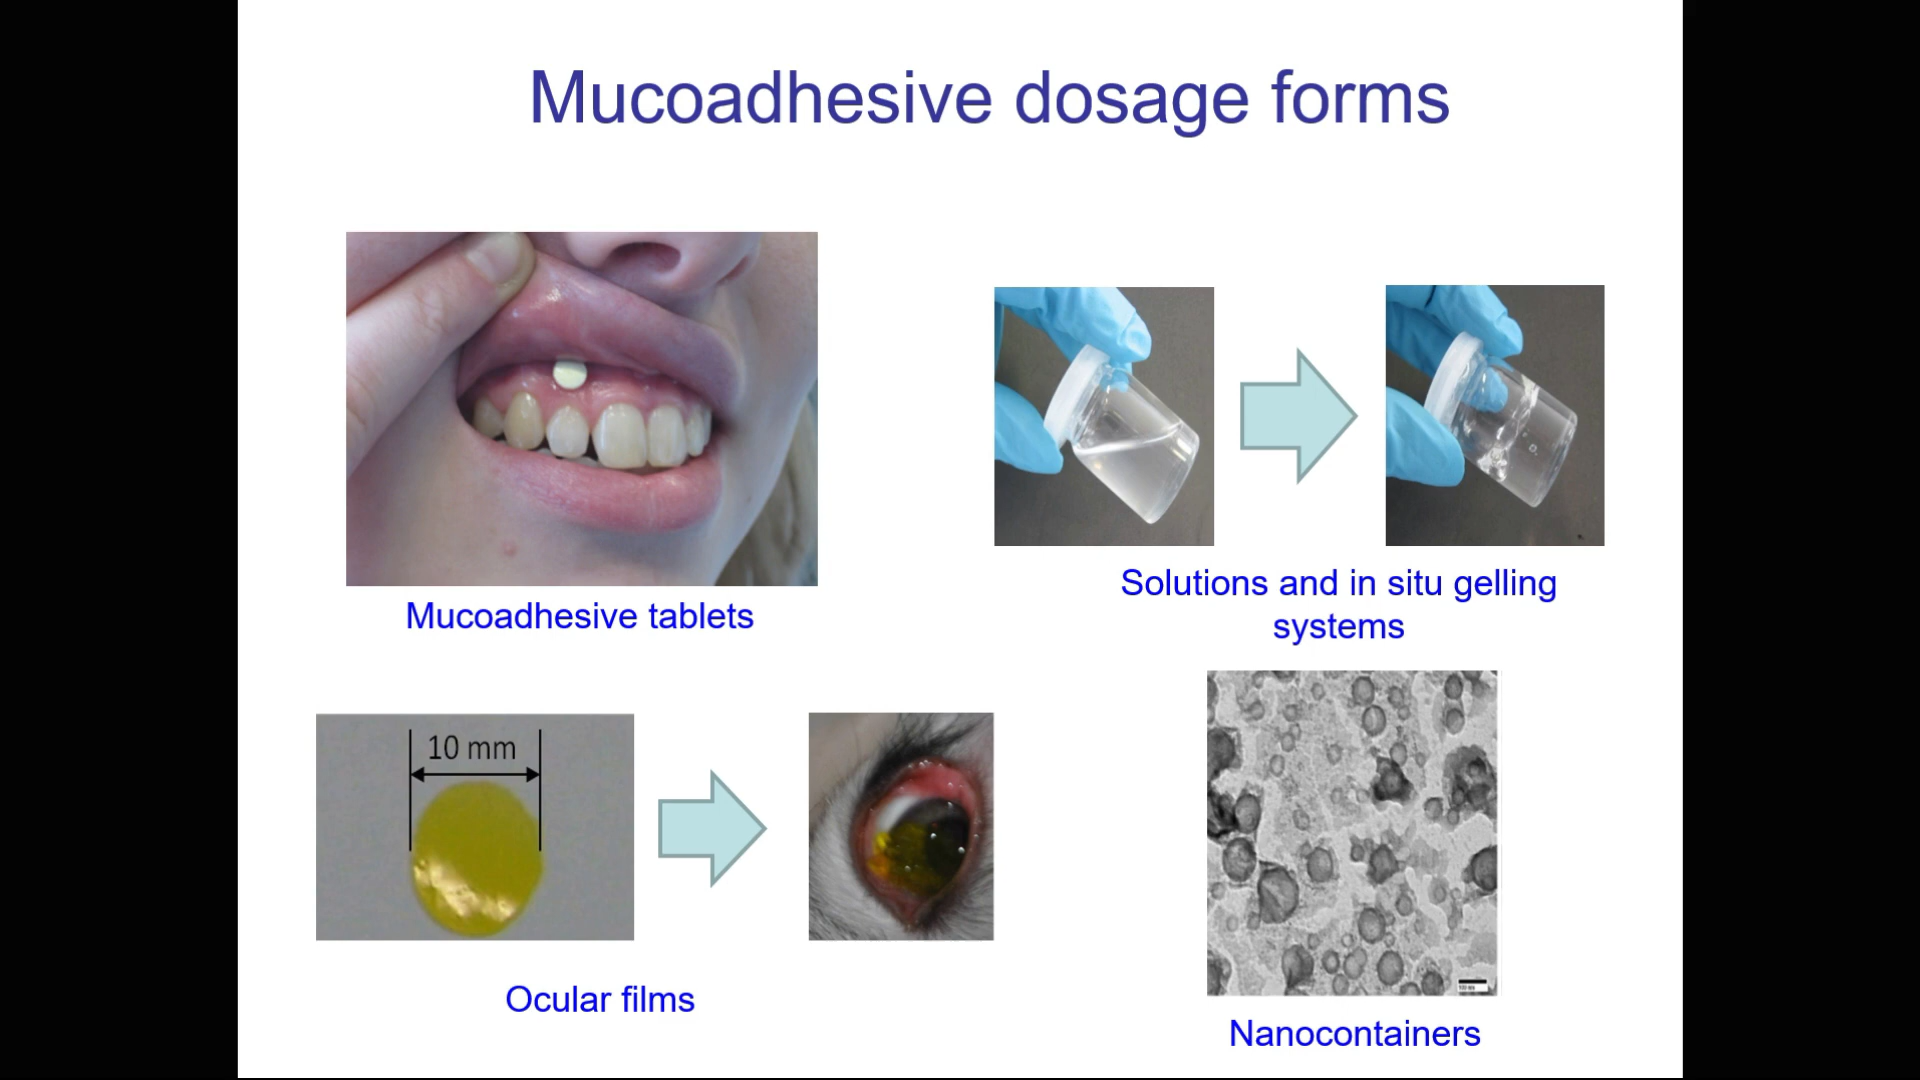 Mucoadhesive dosage forms
Mucoadhesive tablets
Solutions and in situ gelling
systems
10 mm
Ocular films
Nanocontainers